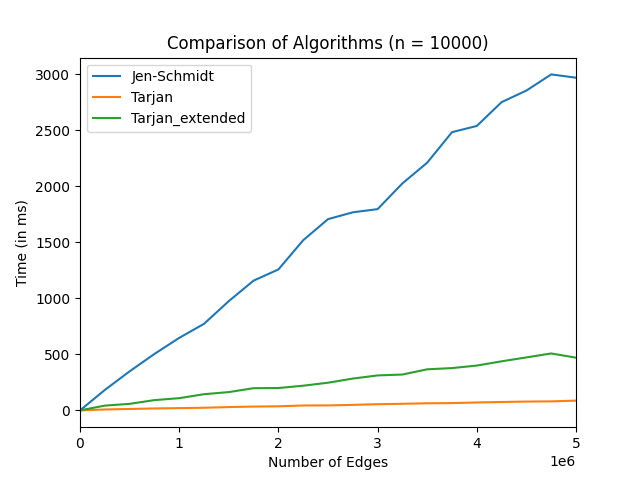 Comparison of Algorithms (n = 10000)
Jen-Schmidt
Tarjan
Tarjan_extended
Time (in ms)
3000
2500
2000
1500
1000
500
0
0 1 2 3 4 5
1e6
Number of Edges